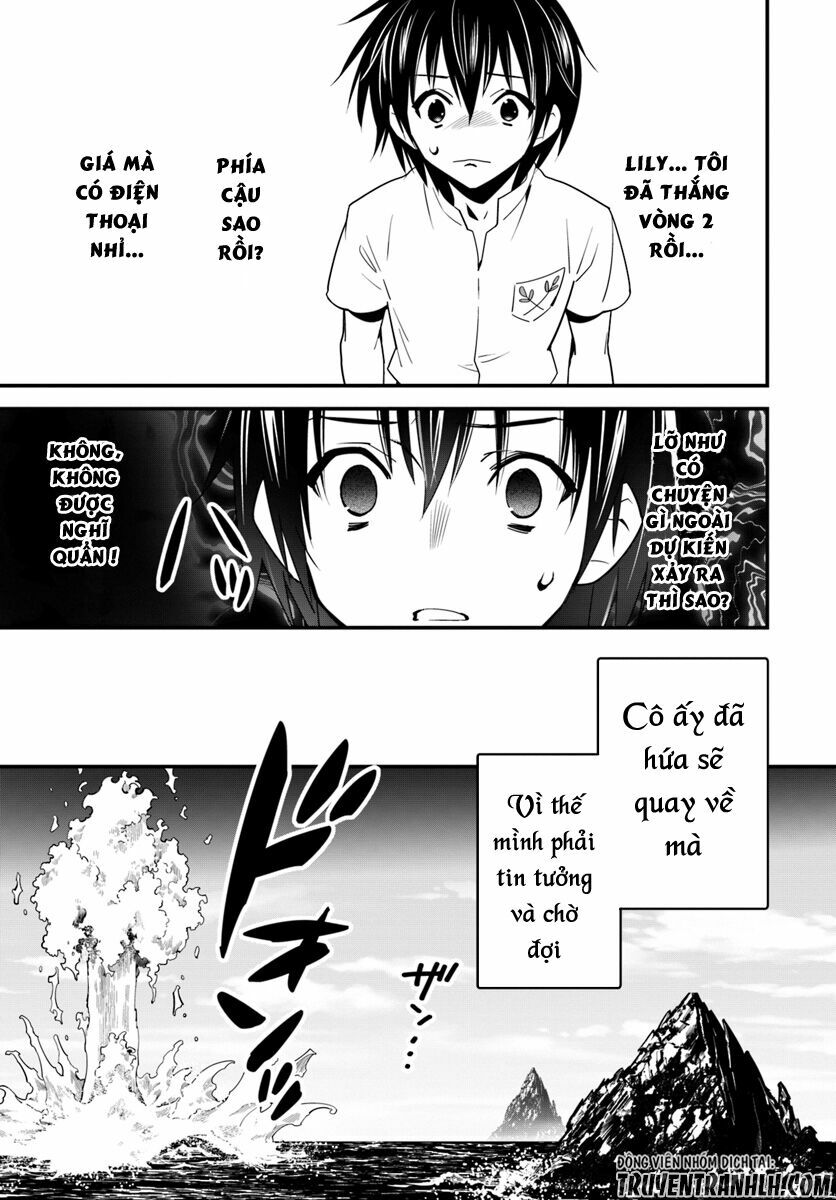 LILY... TÔI
ĐÃ THẮNG
VÒNG 2
RỒI...
PHÍA
CẬU
SAO
RỒI?
GIÁ MÀ
CÓ ĐIỆN
THOẠI
NHỈ...
LỠ NHƯ
CÓ
CHUYỆN
GÌ NGOÀI
DỰ KIẾN
XẢY RA
THÌ SAO?
KHÔNG,
KHÔNG
ĐƯỢC
NGHĨ
QUẨN!
Cô ấy đã
hứa sẽ
quay về
mà
Vì thế
mình phải
tin tưởng
và chờ
đợi
ドオン
ザン...
ĐỘNG VIÊN NHÓM DỊCH TẠI:
TRUYENTRANHLH.COM